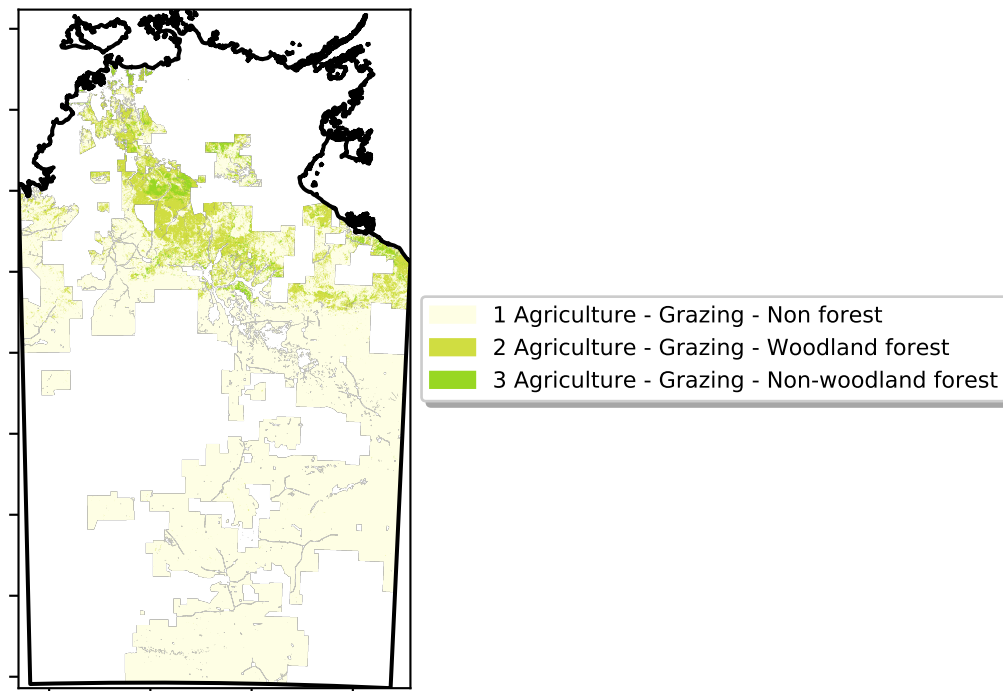 1 Agriculture - Grazing - Non forest
2 Agriculture - Grazing - Woodland forest
3 Agriculture - Grazing - Non-woodland forest